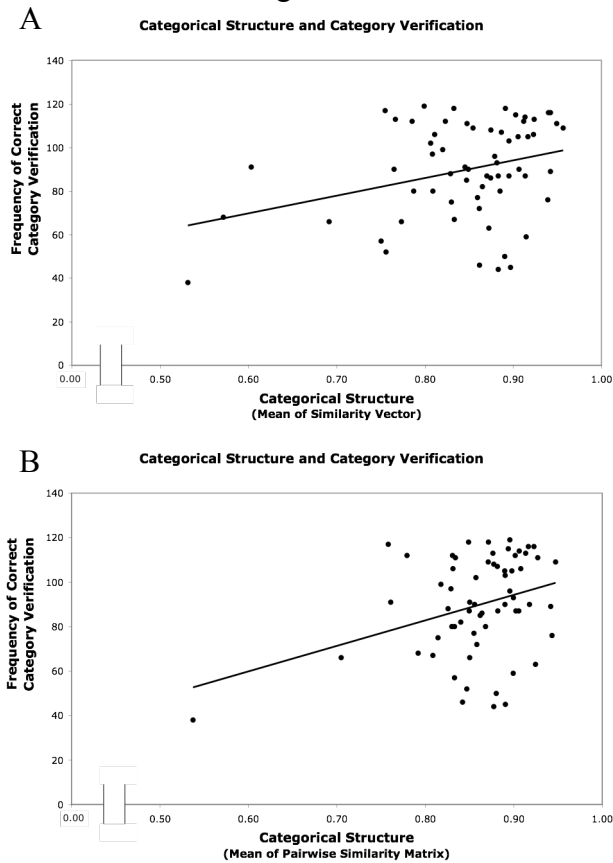 A
Categorical Structure and Category Verification
Frequency of Correct
Category Verification
140
120
100
80
60
40
20
0
0.00 0.50 0.60 0.70 0.80 0.90 1.00
Categorical Structure
(Mean of Similarity Vector)
B
Categorical Structure and Category Verification
Frequency of Correct
Category Verification
140
120
100
80
60
40
20
0
0.00 0.50 0.60 0.70 0.80 0.90 1.00
Categorical Structure
(Mean of Pairwise Similarity Matrix)